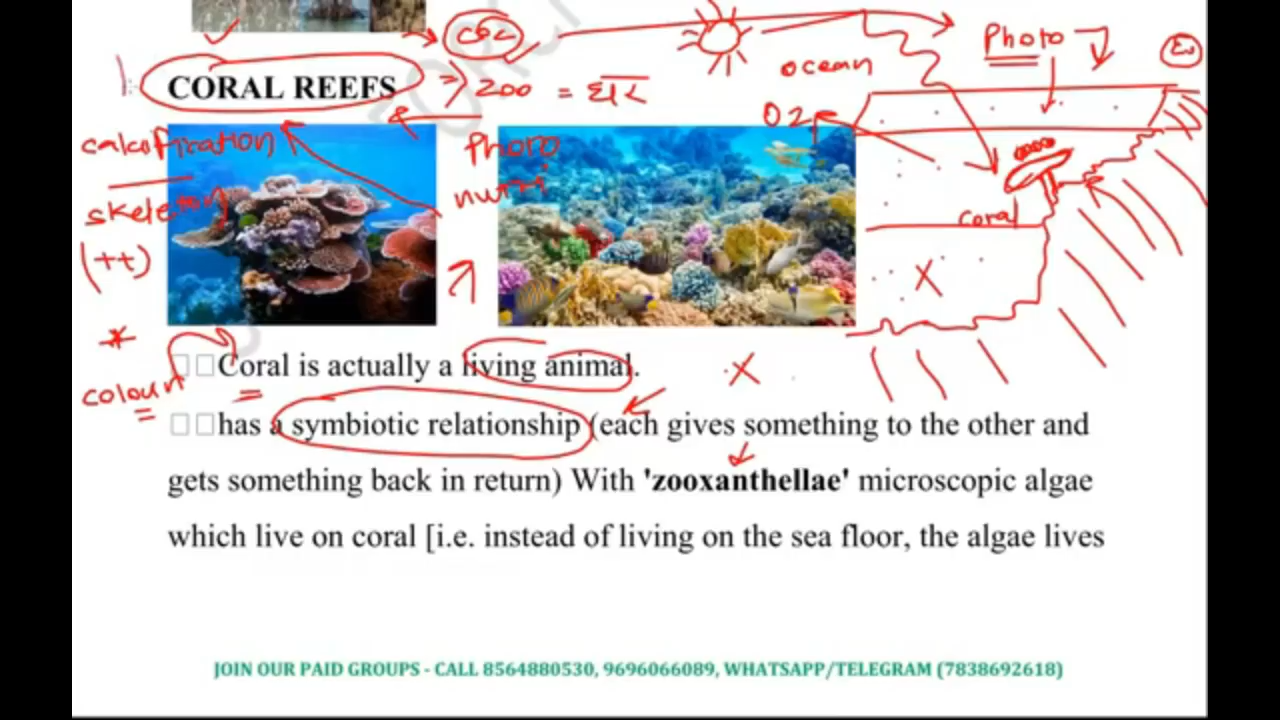 CORAL REEFS
200 =
ocean
Photo
O2
calcification
skeleton
(++)
Photo
nutri
coral
Coral is actually a living animal.
colour
has a symbiotic relationship (each gives something to the other and
gets something back in return) With 'zooxanthellae' microscopic algae
which live on coral [i.e. instead of living on the sea floor, the algae lives
JOIN OUR PAID GROUPS - CALL 8564880530, 9696066089, WHATSAPP/TELEGRAM (7838692618)